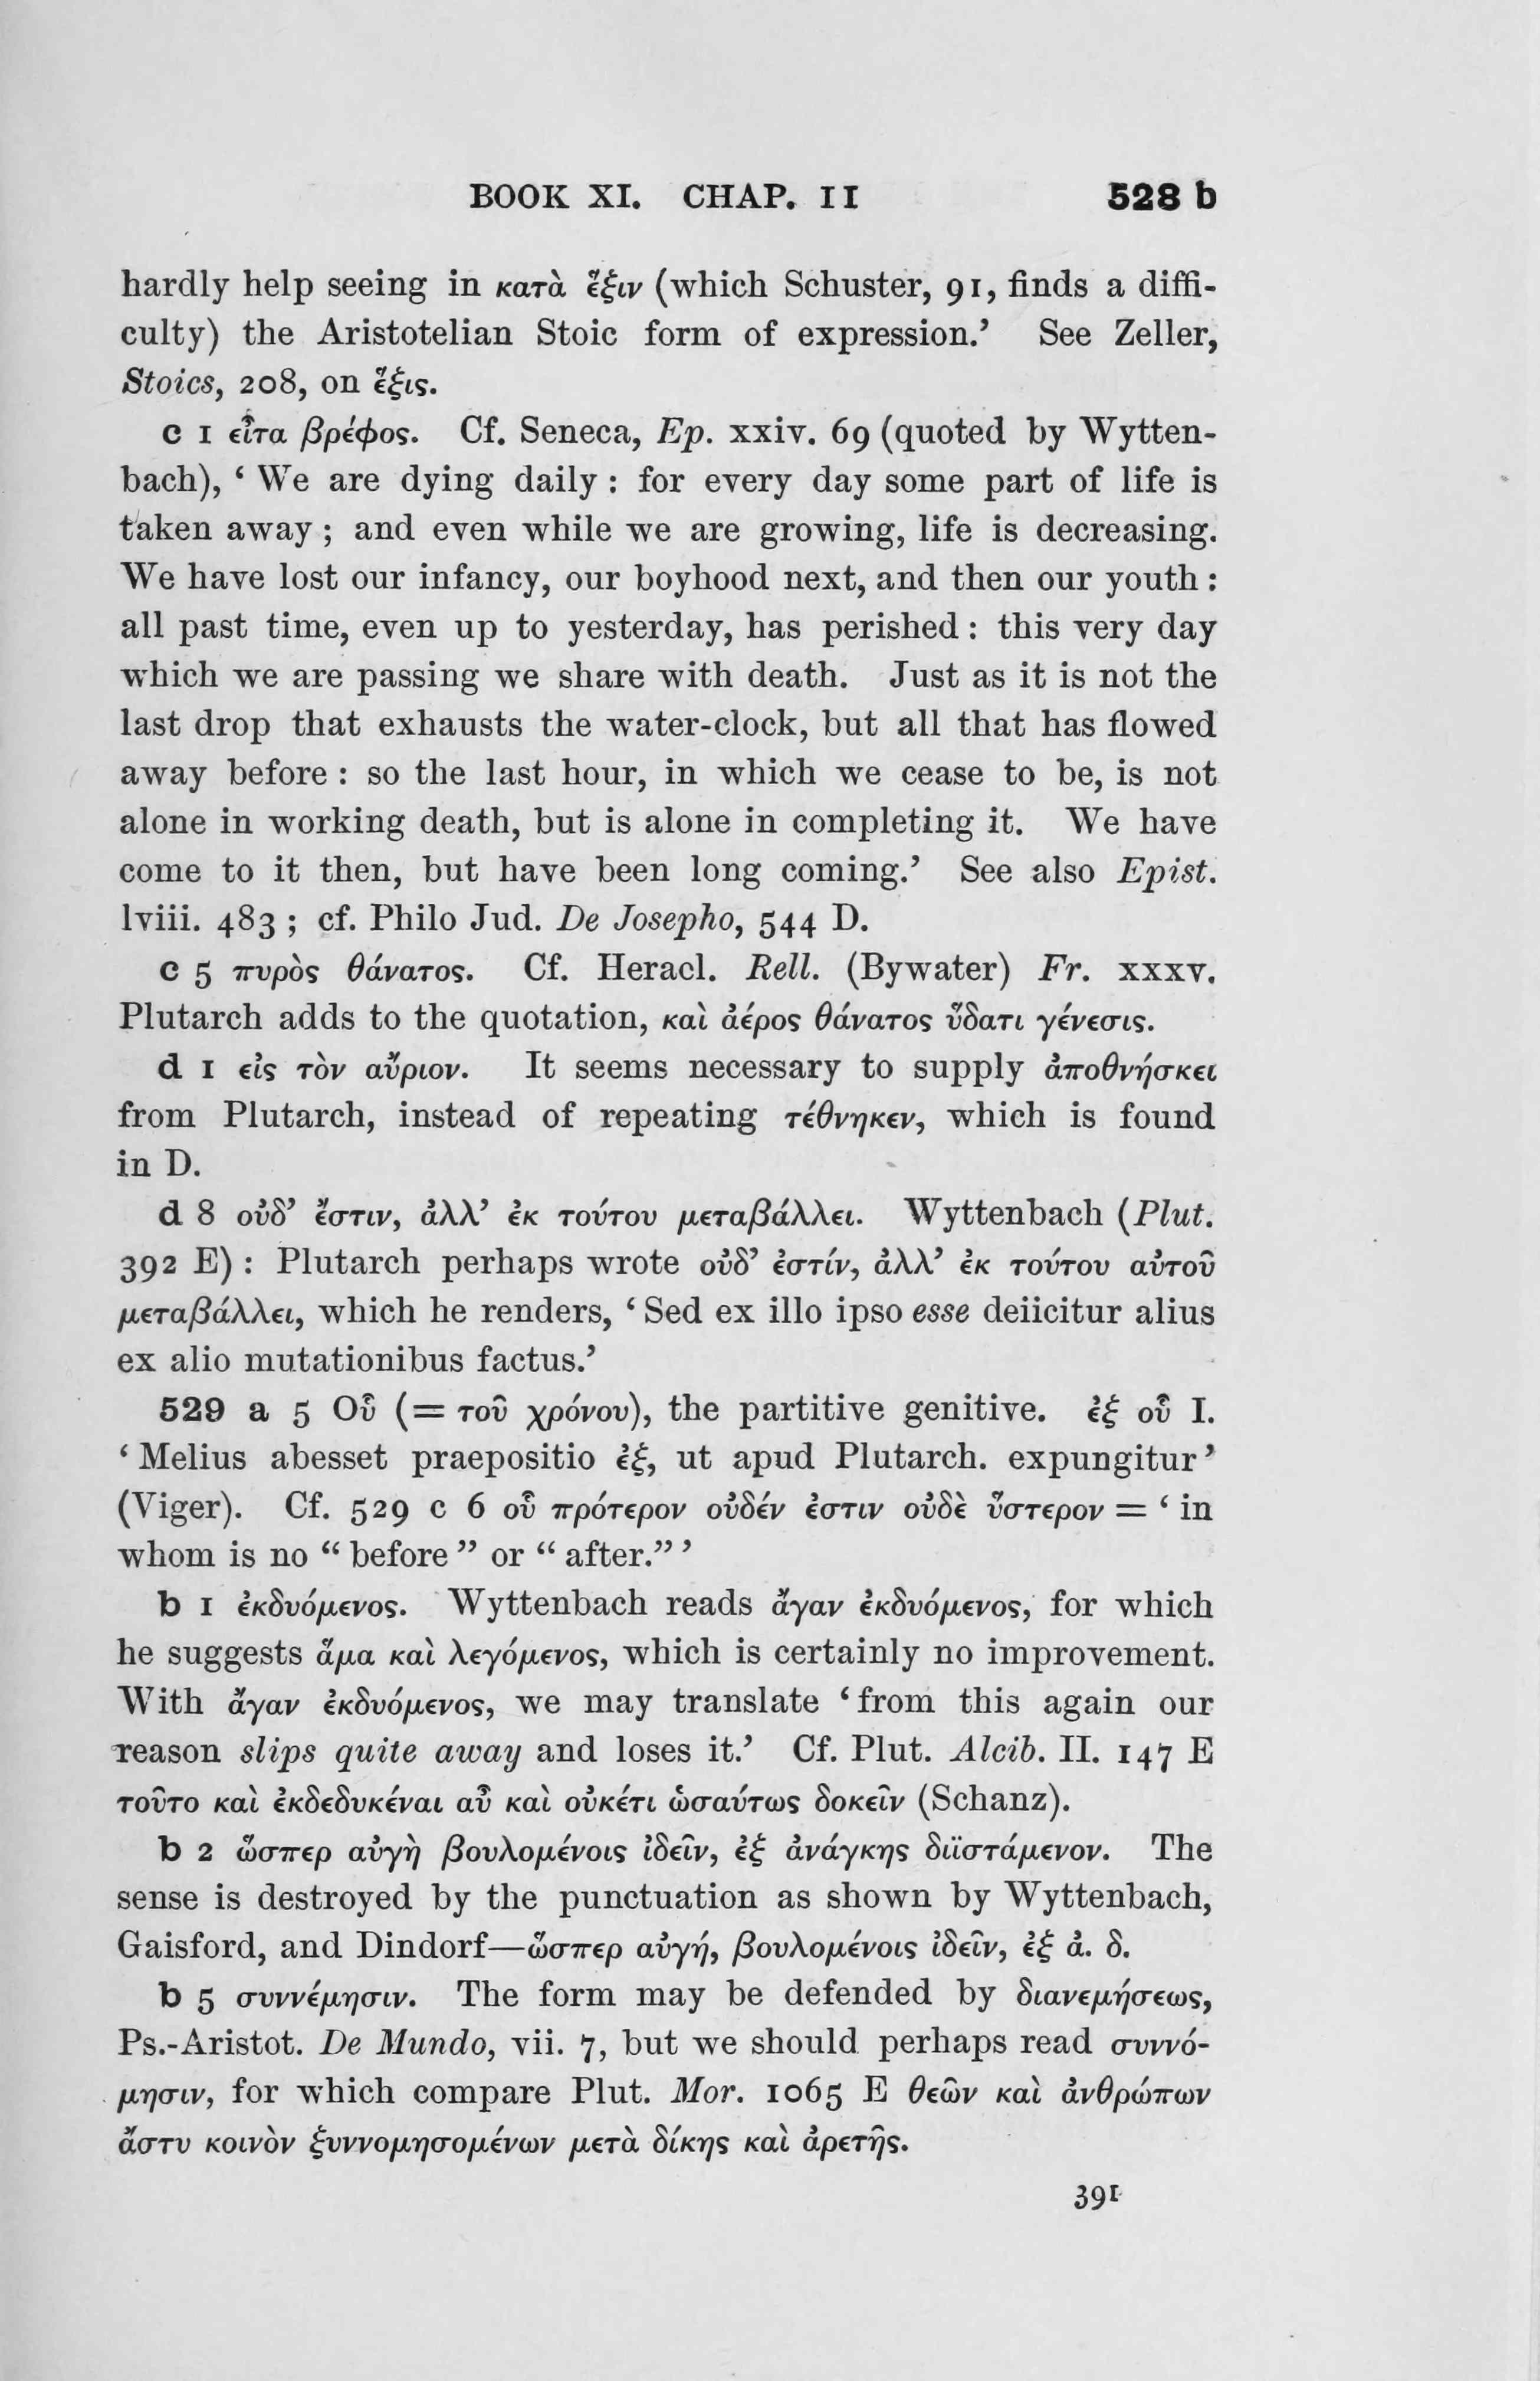 BOOK XI. CHAP. II 528 b
hardly help seeing in κατὰ ἕξιν (which Schuster, 91, finds a diffi-
culty) the Aristotelian Stoic form of expression.’ See Zeller,
Stoics, 208, on ἕξις.
c 1 εἶτα βρέφος. Cf. Seneca, Ep. xxiv. 69 (quoted by Wytten-
bach), ‘ We are dying daily : for every day some part of life is
taken away ; and even while we are growing, life is decreasing.
We have lost our infancy, our boyhood next, and then our youth :
all past time, even up to yesterday, has perished : this very day
which we are passing we share with death. Just as it is not the
last drop that exhausts the water-clock, but all that has flowed
away before : so the last hour, in which we cease to be, is not
alone in working death, but is alone in completing it. We have
come to it then, but have been long coming.’ See also Epist.
lviii. 483 ; cf. Philo Jud. De Josepho, 544 D.
c 5 πυρὸς θάνατος. Cf. Heracl. Rell. (Bywater) Fr. xxxv.
Plutarch adds to the quotation, καὶ ἀέρος θάνατος ὕδατι γένεσις.
d 1 εἰς τὸν αὔριον. It seems necessary to supply ἀποθνήσκει
from Plutarch, instead of repeating τέθνηκεν, which is found
in D.
d 8 οὐδ’ ἔστιν, ἀλλ’ ἐκ τούτου μεταβάλλει. Wyttenbach (Plut.
392 E) : Plutarch perhaps wrote οὐδ’ ἐστίν, ἀλλ’ ἐκ τούτου αὐτοῦ
μεταβάλλει, which he renders, ‘ Sed ex illo ipso esse deiicitur alius
ex alio mutationibus factus.’
529 a 5 Οὗ (= τοῦ χρόνου), the partitive genitive. ἐξ οὗ I.
‘ Melius abesset praepositio ἐξ, ut apud Plutarch. expungitur ’
(Viger). Cf. 529 c 6 οὗ πρότερον οὐδέν ἐστιν οὐδὲ ὕστερον = ‘ in
whom is no “ before ” or “ after.” ’
b 1 ἐκδυόμενος. Wyttenbach reads ἄγαν ἐκδυόμενος, for which
he suggests ἅμα καὶ λεγόμενος, which is certainly no improvement.
With ἄγαν ἐκδυόμενος, we may translate ‘ from this again our
reason slips quite away and loses it.’ Cf. Plut. Alcib. II. 147 E
τοῦτο καὶ ἐκδεδυκέναι αὖ καὶ οὐκέτι ὡσαύτως δοκεῖν (Schanz).
b 2 ὥσπερ αὐγὴ βουλομένοις ἰδεῖν, ἐξ ἀνάγκης διϊστάμενον. The
sense is destroyed by the punctuation as shown by Wyttenbach,
Gaisford, and Dindorf—ὥσπερ αὐγή, βουλομένοις ἰδεῖν, ἐξ ἀ. δ.
b 5 συννέμησιν. The form may be defended by διανεμήσεως,
Ps.-Aristot. De Mundo, vii. 7, but we should perhaps read συννό-
μησιν, for which compare Plut. Mor. 1065 E θεῶν καὶ ἀνθρώπων
ἄστυ κοινὸν ξυννομησομένων μετὰ δίκης καὶ ἀρετῆς.
391